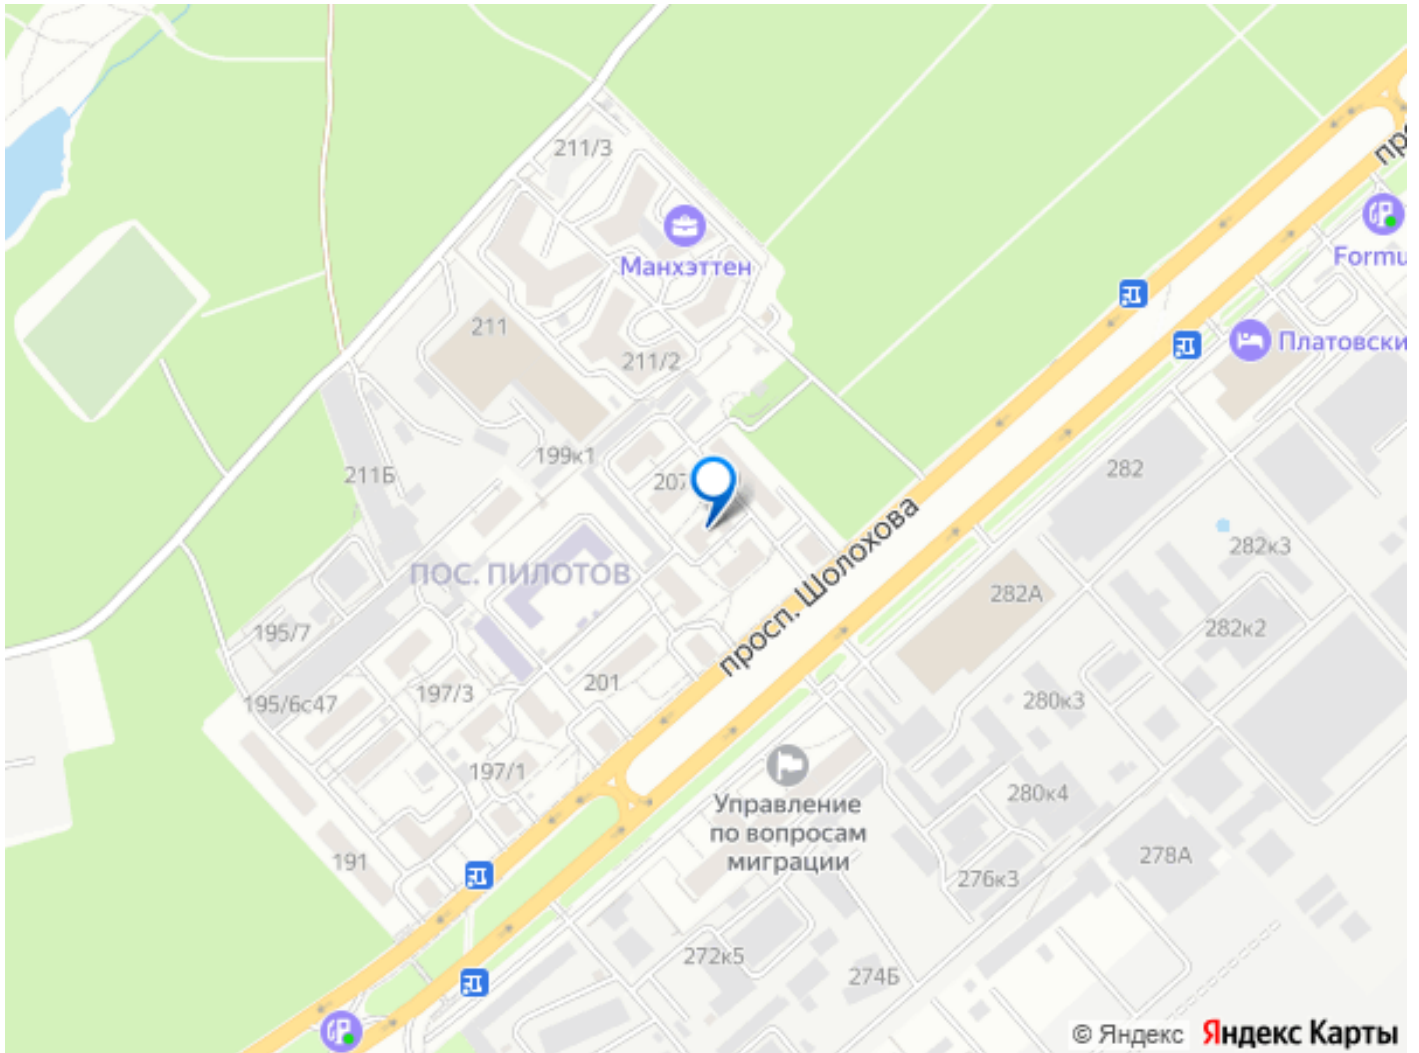 211/3
Манхэттен
Formu
211
211/2
Платовски
199к1
282
211Б
207
просп. Шолохова
282к3
ПОС. ПИЛОТОВ
282А
195/7
282к2
201
197/3
195/6с47
280к3
197/1
Управление
по вопросам
миграции
280к4
191
278А
276к3
272к5
274Б
© Яндекс Яндекс Карты